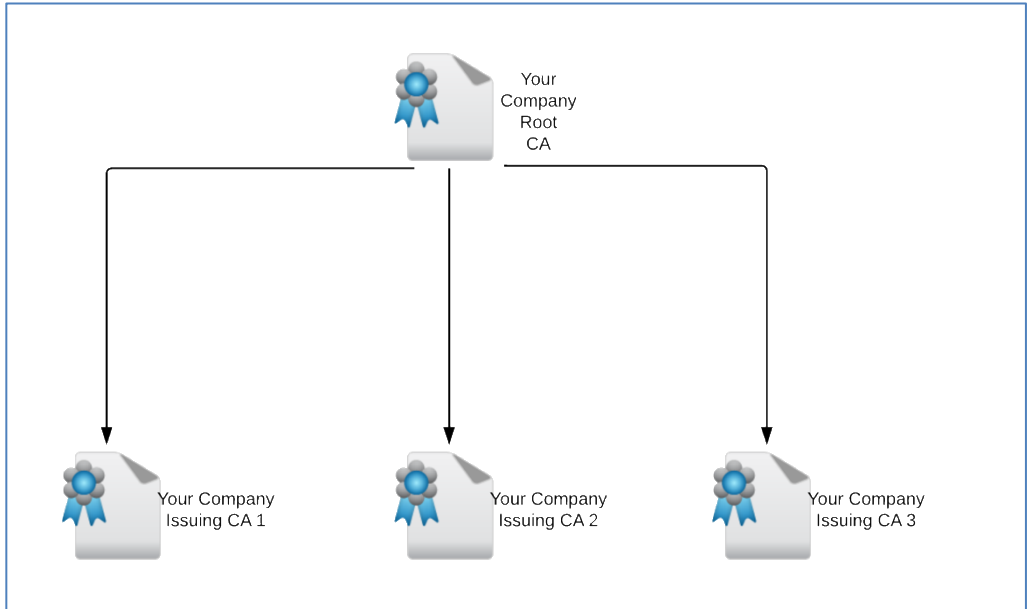 Your
Company
Root
CA
Your Company
Issuing CA 1
Your Company
Issuing CA 2
Your Company
Issuing CA 3